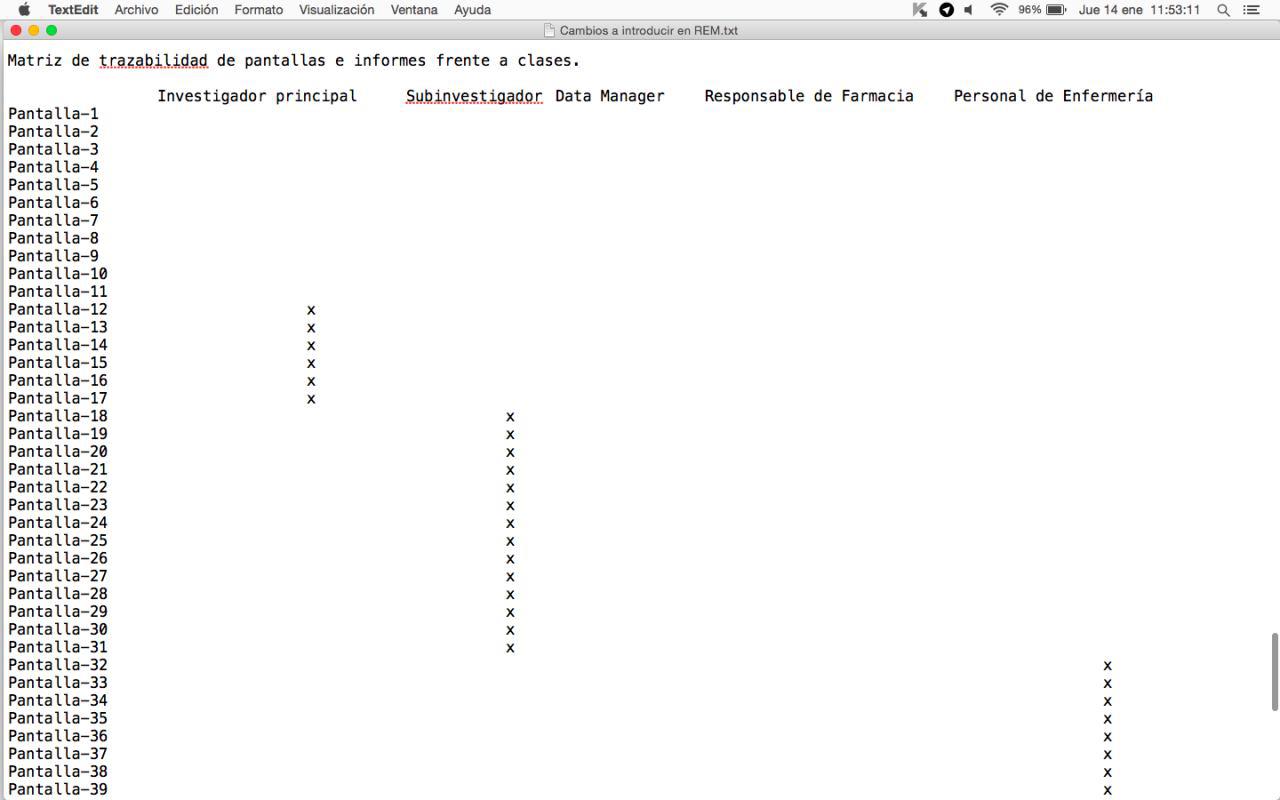 TextEdit Archivo Edición Formato Visualización Ventana Ayuda 96% Jue 14 ene 11:53:11
Cambios a introducir en REM.txt
Matriz de trazabilidad de pantallas e informes frente a clases.
Investigador principal Subinvestigador Data Manager Responsable de Farmacia Personal de Enfermería
Pantalla-1
Pantalla-2
Pantalla-3
Pantalla-4
Pantalla-5
Pantalla-6
Pantalla-7
Pantalla-8
Pantalla-9
Pantalla-10
Pantalla-11
Pantalla-12 x
Pantalla-13 x
Pantalla-14 x
Pantalla-15 x
Pantalla-16 x
Pantalla-17 x
Pantalla-18 x
Pantalla-19 x
Pantalla-20 x
Pantalla-21 x
Pantalla-22 x
Pantalla-23 x
Pantalla-24 x
Pantalla-25 x
Pantalla-26 x
Pantalla-27 x
Pantalla-28 x
Pantalla-29 x
Pantalla-30 x
Pantalla-31 x
Pantalla-32 x
Pantalla-33 x
Pantalla-34 x
Pantalla-35 x
Pantalla-36 x
Pantalla-37 x
Pantalla-38 x
Pantalla-39 x